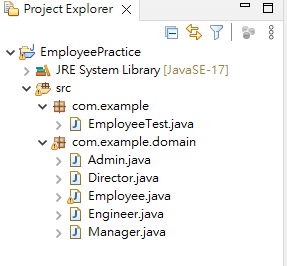 Project Explorer
EmployeePractice
JRE System Library [JavaSE-17]
src
com.example
EmployeeTest.java
com.example.domain
Admin.java
Director.java
Employee.java
Engineer.java
Manager.java